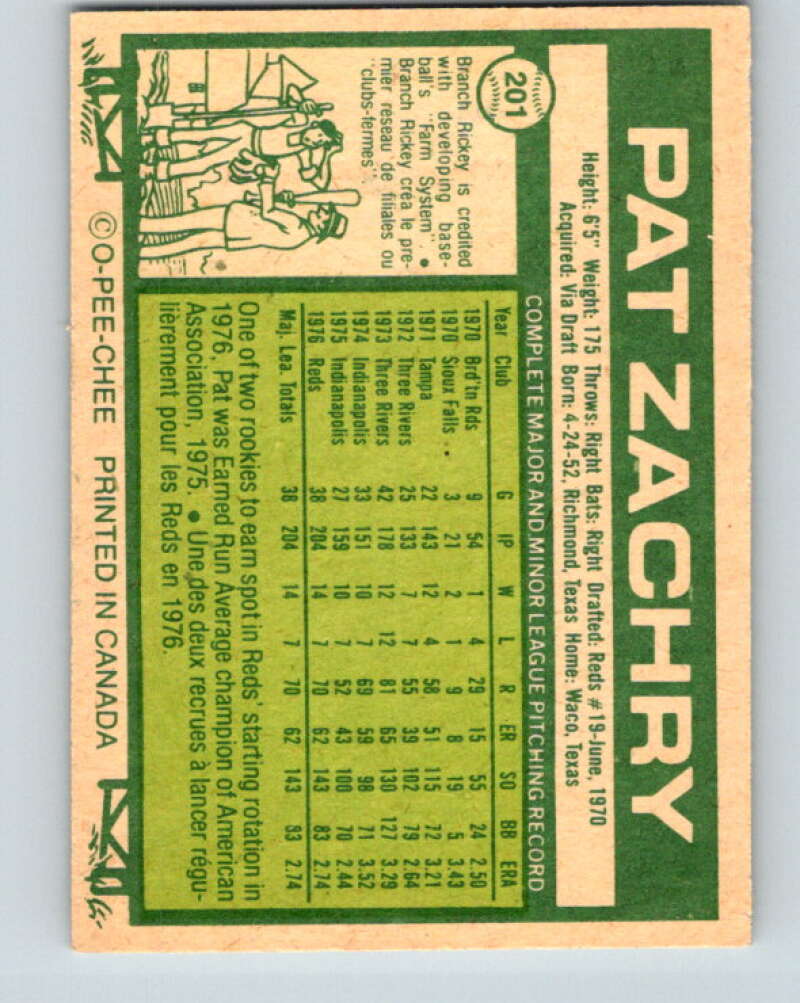 PAT ZACHRY
201
Height: 6'5" Weight: 175 Throws: Right Bats: Right Drafted: Reds #19-June, 1970
Acquired: Via Draft Born: 4-24-52, Richmond, Texas Home: Waco, Texas
COMPLETE MAJOR AND MINOR LEAGUE PITCHING RECORD
Year Club G IP W L R ER SO BB ERA
1970 Brd'tn Rds 9 54 1 4 29 15 55 24 2.50
1970 Sioux Falls .. 3 21 2 1 9 8 19 5 3.43
1971 Tampa 22 143 12 4 58 51 115 72 3.21
1972 Three Rivers 25 133 7 7 55 39 102 79 2.64
1973 Three Rivers 42 178 12 12 81 65 130 127 3.29
1974 Indianapolis 33 151 10 7 69 59 98 71 3.52
1975 Indianapolis 27 159 10 7 52 43 100 70 2.44
1976 Reds 38 204 14 7 70 62 143 83 2.74
Maj. Lea. Totals 38 204 14 7 70 62 143 83 2.74
One of two rookies to earn spot in Reds' starting rotation in
1976, Pat was Earned Run Average champion of American
Association, 1975. ● Une des deux recrues à lancer régu-
lièrement pour les Reds en 1976.
Branch Rickey is credited
with developing base-
ball's "Farm System". ●
Branch Rickey créa le pre-
mier réseau de filiales ou
"clubs-fermes".
B
© O-PEE-CHEE PRINTED IN CANADA